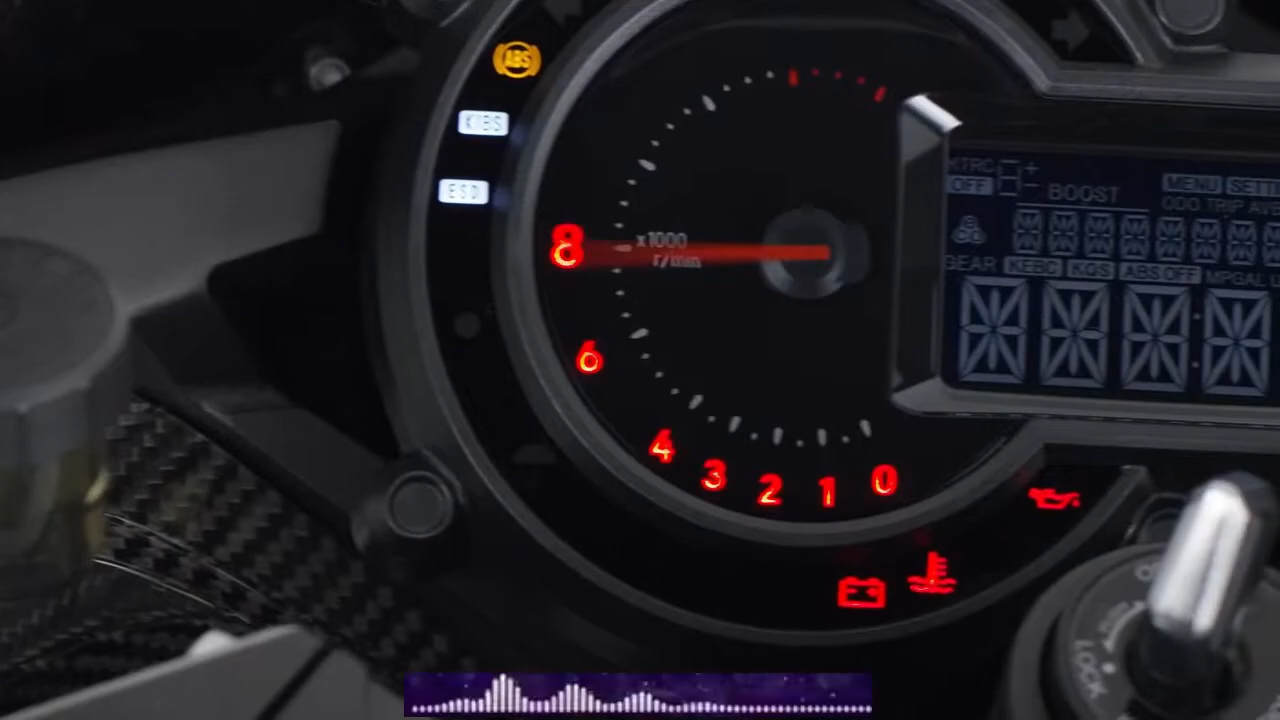 ABS
KIBS
ESD
x1000
r/min
8
6
4
3
2
1
0
KTRC
OFF
BOOST
MENU
ODO TRIP
GEAR KEBC KQS ABS OFF MPGAL
LOCK